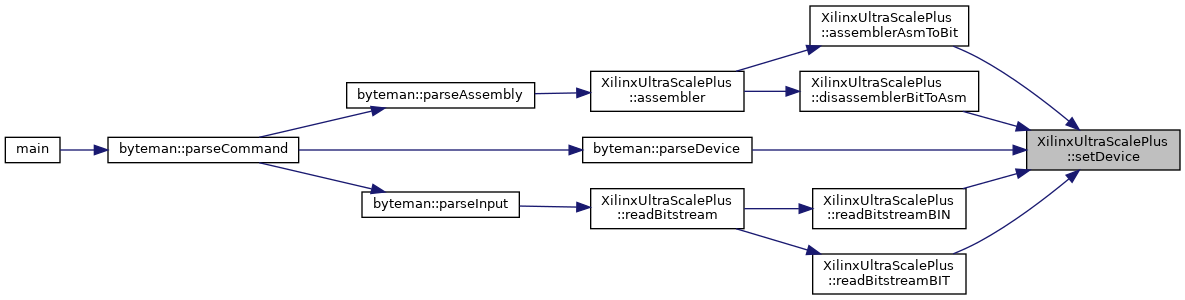 main
byteman::parseCommand
byteman::parseAssembly
byteman::parseInput
XilinxUltraScalePlus
::assembler
byteman::parseDevice
XilinxUltraScalePlus
::readBitstream
XilinxUltraScalePlus
::assemblerAsmToBit
XilinxUltraScalePlus
::disassemblerBitToAsm
XilinxUltraScalePlus
::readBitstreamBIN
XilinxUltraScalePlus
::readBitstreamBIT
XilinxUltraScalePlus
::setDevice